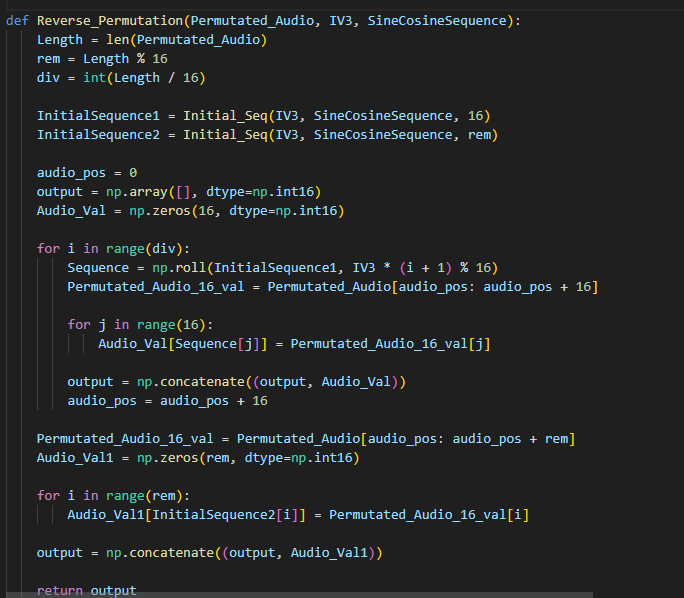 def Reverse_Permutation(Permutated_Audio, IV3, SineCosineSequence):
    Length = len(Permutated_Audio)
    rem = Length % 16
    div = int(Length / 16)

    InitialSequence1 = Initial_Seq(IV3, SineCosineSequence, 16)
    InitialSequence2 = Initial_Seq(IV3, SineCosineSequence, rem)

    audio_pos = 0
    output = np.array([], dtype=np.int16)
    Audio_Val = np.zeros(16, dtype=np.int16)

    for i in range(div):
        Sequence = np.roll(InitialSequence1, IV3 * (i + 1) % 16)
        Permutated_Audio_16_val = Permutated_Audio[audio_pos: audio_pos + 16]

        for j in range(16):
            Audio_Val[Sequence[j]] = Permutated_Audio_16_val[j]

        output = np.concatenate((output, Audio_Val))
        audio_pos = audio_pos + 16

    Permutated_Audio_16_val = Permutated_Audio[audio_pos: audio_pos + rem]
    Audio_Val1 = np.zeros(rem, dtype=np.int16)

    for i in range(rem):
        Audio_Val1[InitialSequence2[i]] = Permutated_Audio_16_val[i]

    output = np.concatenate((output, Audio_Val1))

    return output